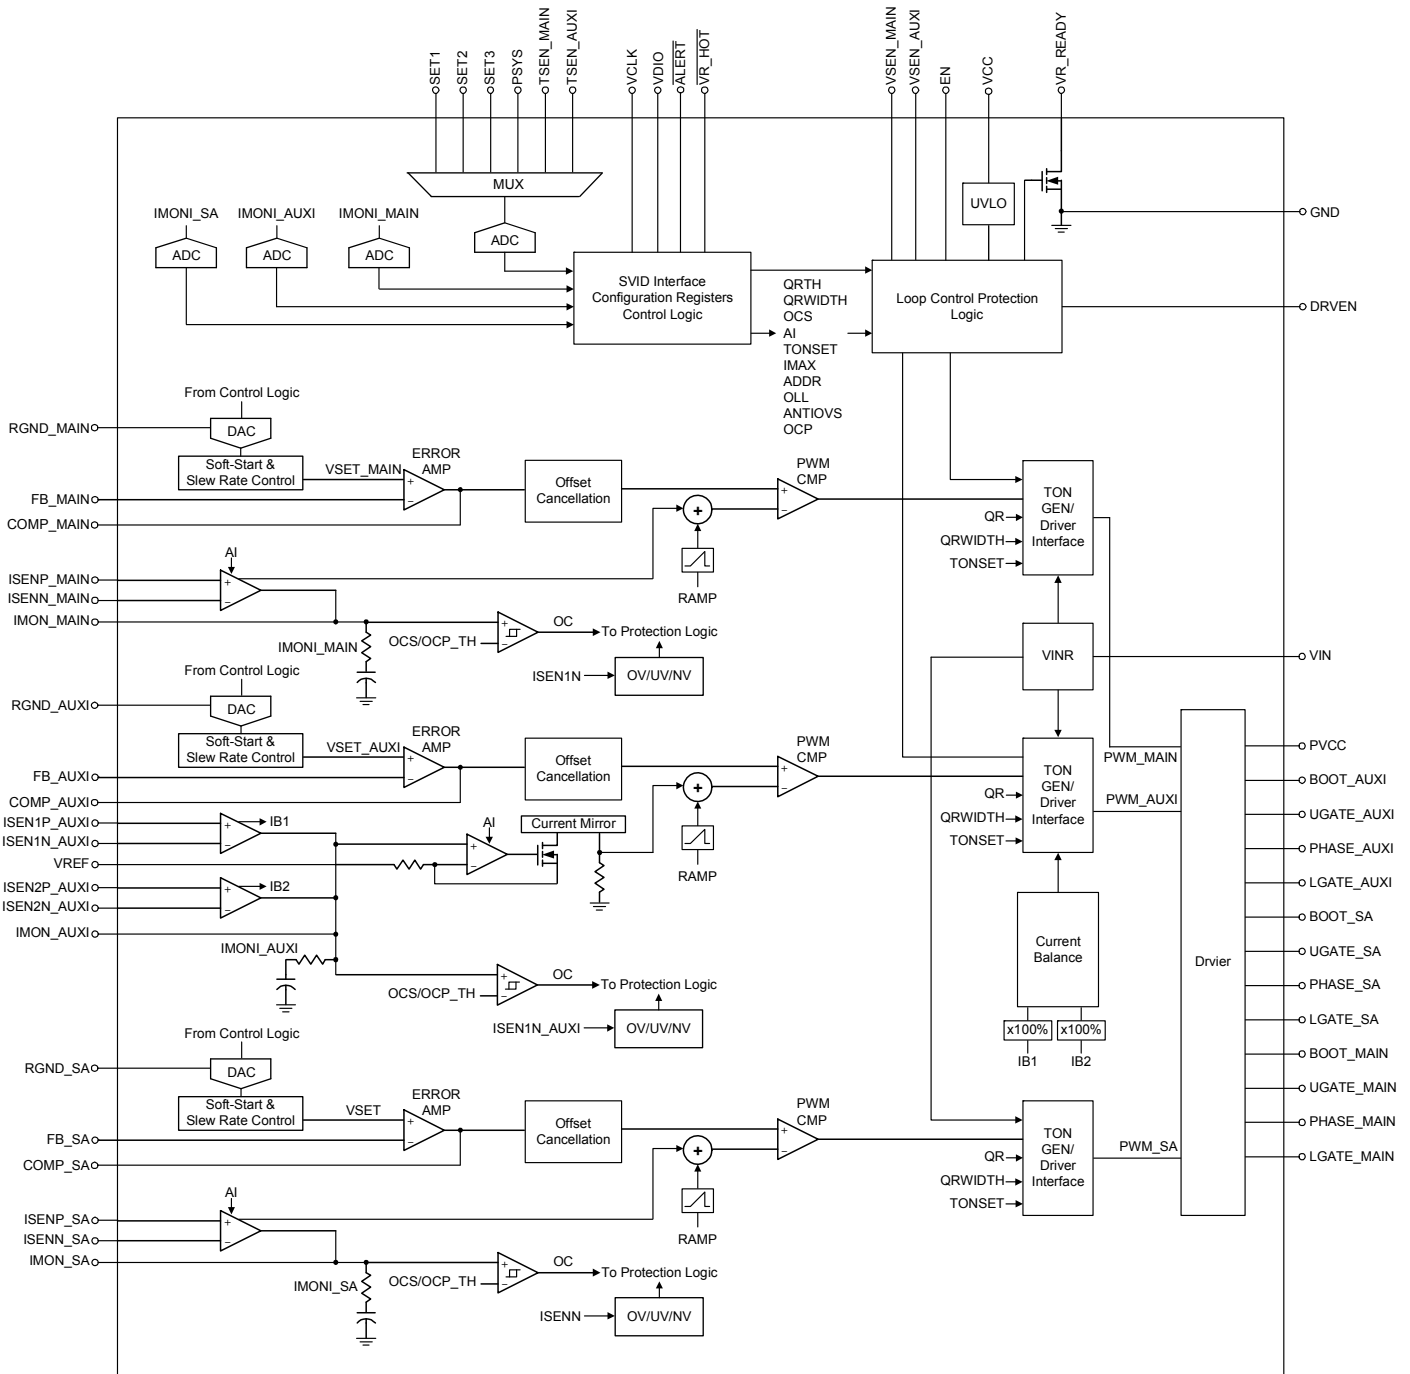 SET1
SET2
SET3
PSYS
TSEN_MAIN
TSEN_AUXI
VCLK
VDIO
ALERT
VR_HOT
VSEN_MAIN
VSEN_AUXI
EN
VCC
VR_READY
MUX
IMONI_SA
IMONI_AUXI
IMONI_MAIN
ADC
ADC
ADC
ADC
UVLO
GND
SVID Interface
Configuration Registers
Control Logic
QRTH
QRWIDTH
OCS
AI
TONSET
IMAX
ADDR
OLL
ANTIOVS
OCP
Loop Control Protection
Logic
DRVEN
From Control Logic
RGND_MAIN
DAC
Soft-Start &
Slew Rate Control
VSET_MAIN
ERROR
AMP
+
−
FB_MAIN
COMP_MAIN
Offset
Cancellation
PWM
CMP
+
−
+
RAMP
TON
GEN/
Driver
Interface
QR
QRWIDTH
TONSET
AI
ISENP_MAIN
ISENN_MAIN
+
−
IMON_MAIN
IMONI_MAIN
OCS/OCP_TH
+
−
OC
To Protection Logic
ISEN1N
OV/UV/NV
VINR
VIN
From Control Logic
RGND_AUXI
DAC
Soft-Start &
Slew Rate Control
VSET_AUXI
ERROR
AMP
+
−
FB_AUXI
COMP_AUXI
Offset
Cancellation
PWM
CMP
+
−
+
RAMP
TON
GEN/
Driver
Interface
QR
QRWIDTH
TONSET
PWM_MAIN
PWM_AUXI
ISEN1P_AUXI
ISEN1N_AUXI
+
−
IB1
VREF
AI
+
−
Current Mirror
ISEN2P_AUXI
ISEN2N_AUXI
+
−
IB2
IMON_AUXI
IMONI_AUXI
OCS/OCP_TH
+
−
OC
To Protection Logic
ISEN1N_AUXI
OV/UV/NV
Current
Balance
x100%
x100%
IB1
IB2
Drvier
PVCC
BOOT_AUXI
UGATE_AUXI
PHASE_AUXI
LGATE_AUXI
BOOT_SA
UGATE_SA
PHASE_SA
LGATE_SA
BOOT_MAIN
UGATE_MAIN
PHASE_MAIN
LGATE_MAIN
From Control Logic
RGND_SA
DAC
Soft-Start &
Slew Rate Control
VSET
ERROR
AMP
+
−
FB_SA
COMP_SA
Offset
Cancellation
PWM
CMP
+
−
+
RAMP
TON
GEN/
Driver
Interface
QR
QRWIDTH
TONSET
PWM_SA
AI
ISENP_SA
ISENN_SA
+
−
IMON_SA
IMONI_SA
OCS/OCP_TH
+
−
OC
To Protection Logic
ISENN
OV/UV/NV